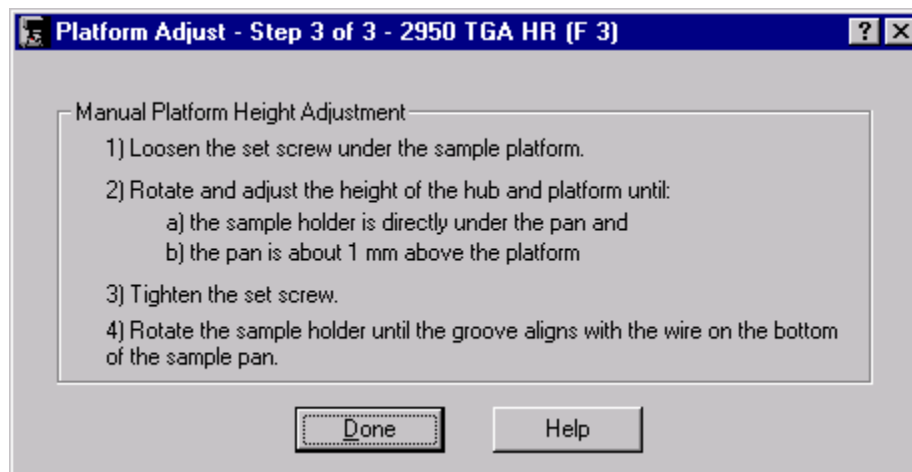 Platform Adjust - Step 3 of 3 - 2950 TGA HR (F 3)
?
Manual Platform Height Adjustment
1) Loosen the set screw under the sample platform.
2) Rotate and adjust the height of the hub and platform until:
a) the sample holder is directly under the pan and
b) the pan is about 1 mm above the platform
3) Tighten the set screw.
4) Rotate the sample holder until the groove aligns with the wire on the bottom
of the sample pan.
Done
Help